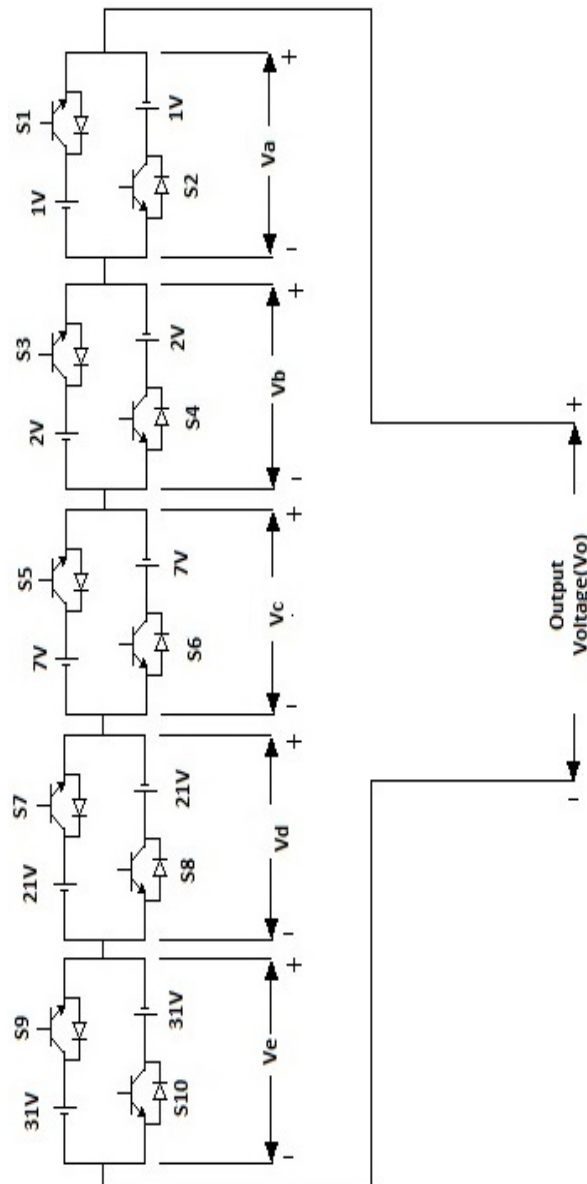 31V S9 21V S7 7V S5 2V S3 1V S1
S10 31V S8 21V S6 7V S4 2V S2 1V
- Ve + - Vd + - Vc + - Vb + - Va +
- Output +
Voltage(Vo)